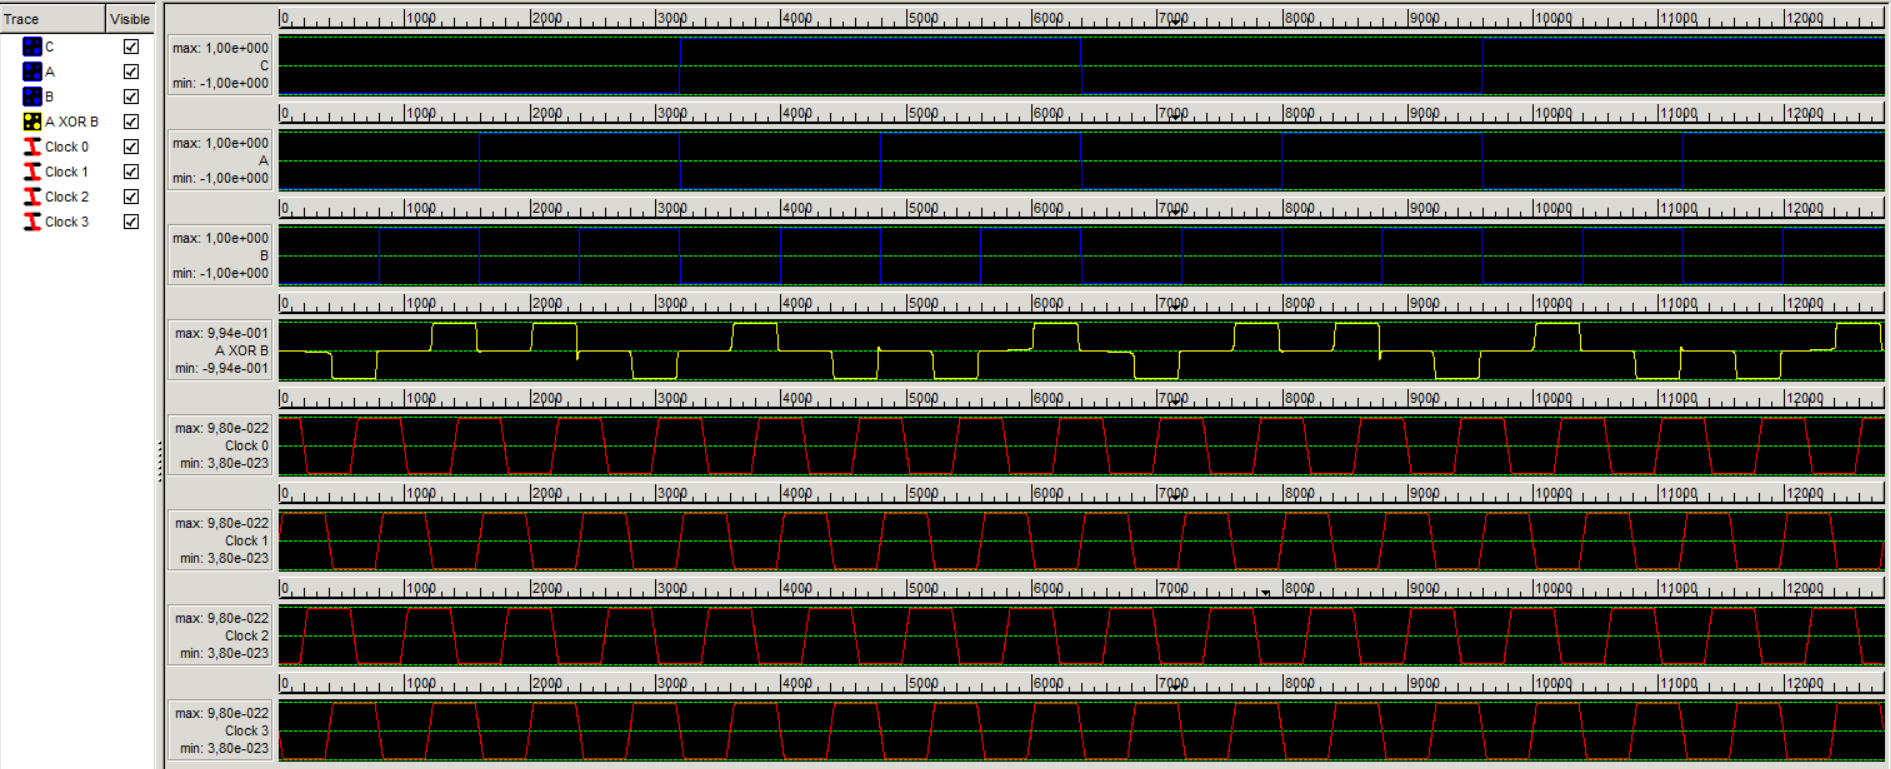 Trace Visible
C
A
B
A XOR B
Clock 0
Clock 1
Clock 2
Clock 3
0 1000 2000 3000 4000 5000 6000 7000 8000 9000 10000 11000 12000
max: 1,00e+000
C
min: -1,00e+000
0 1000 2000 3000 4000 5000 6000 7000 8000 9000 10000 11000 12000
max: 1,00e+000
A
min: -1,00e+000
0 1000 2000 3000 4000 5000 6000 7000 8000 9000 10000 11000 12000
max: 1,00e+000
B
min: -1,00e+000
0 1000 2000 3000 4000 5000 6000 7000 8000 9000 10000 11000 12000
max: 9,94e-001
A XOR B
min: -9,94e-001
0 1000 2000 3000 4000 5000 6000 7000 8000 9000 10000 11000 12000
max: 9,80e-022
Clock 0
min: 3,80e-023
0 1000 2000 3000 4000 5000 6000 7000 8000 9000 10000 11000 12000
max: 9,80e-022
Clock 1
min: 3,80e-023
0 1000 2000 3000 4000 5000 6000 7000 8000 9000 10000 11000 12000
max: 9,80e-022
Clock 2
min: 3,80e-023
0 1000 2000 3000 4000 5000 6000 7000 8000 9000 10000 11000 12000
max: 9,80e-022
Clock 3
min: 3,80e-023